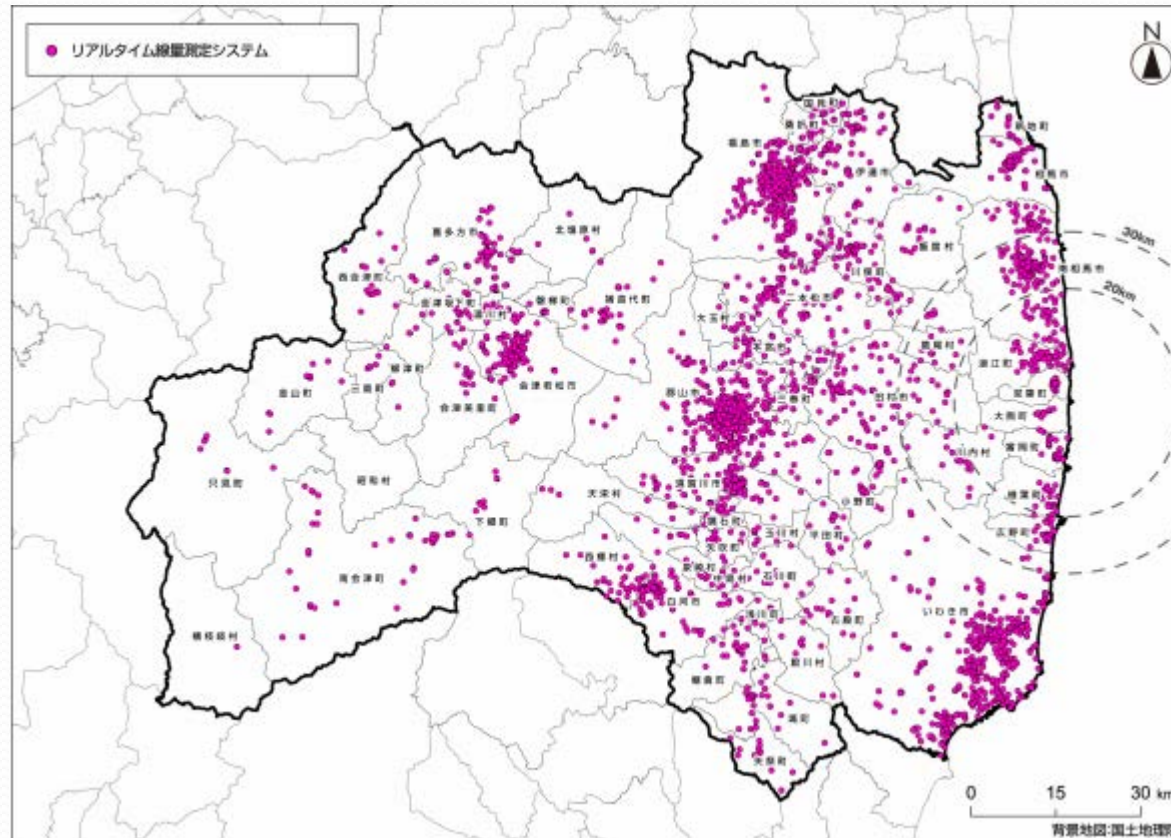 リアルタイム線量測定システム
N
国見町
桑折町
新地町
福島市
伊達市
相馬市
北塩原村
喜多方市
飯舘村
30km
川俣町
南相馬市
西会津町
20km
会津坂下町
湯川村
磐梯町
猪苗代町
二本松市
大玉村
本宮市
葛尾村
浪江町
柳津町
三島町
金山町
会津若松市
会津美里町
郡山市
三春町
田村市
双葉町
大熊町
川内村
富岡町
只見町
昭和村
天栄村
須賀川市
小野町
楢葉町
下郷町
鏡石町
玉川村
平田村
広野町
矢吹町
西郷村
泉崎村
中島村
石川町
南会津町
白河市
浅川町
古殿町
いわき市
檜枝岐村
棚倉町
鮫川村
塙町
矢祭町
0 15 30 km
背景地図:国土地理院